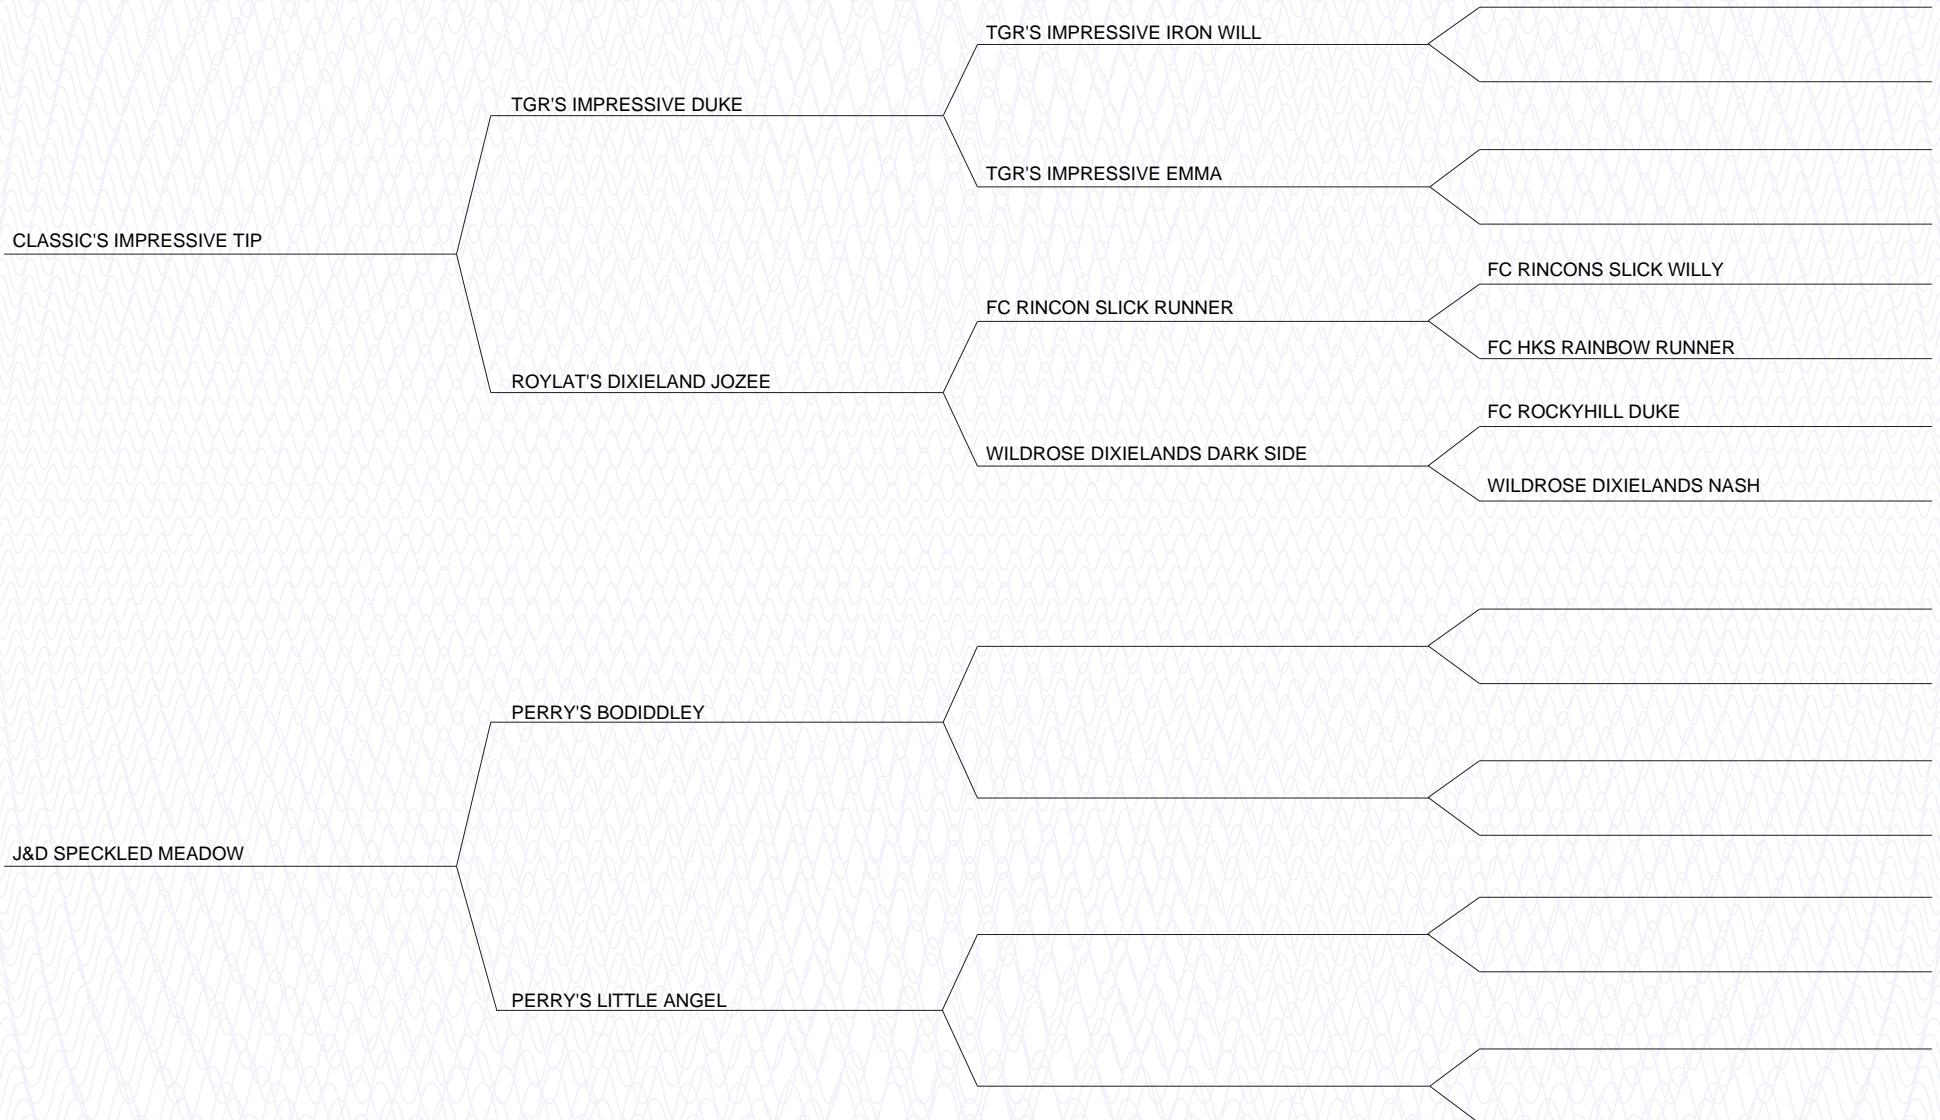 TGR'S IMPRESSIVE IRON WILL
TGR'S IMPRESSIVE DUKE
TGR'S IMPRESSIVE EMMA
CLASSIC'S IMPRESSIVE TIP
FC RINCONS SLICK WILLY
FC RINCON SLICK RUNNER
FC HKS RAINBOW RUNNER
ROYLAT'S DIXIELAND JOZEE
FC ROCKYHILL DUKE
WILDROSE DIXIELANDS DARK SIDE
WILDROSE DIXIELANDS NASH
PERRY'S BODIDDLEY
J&D SPECKLED MEADOW
PERRY'S LITTLE ANGEL